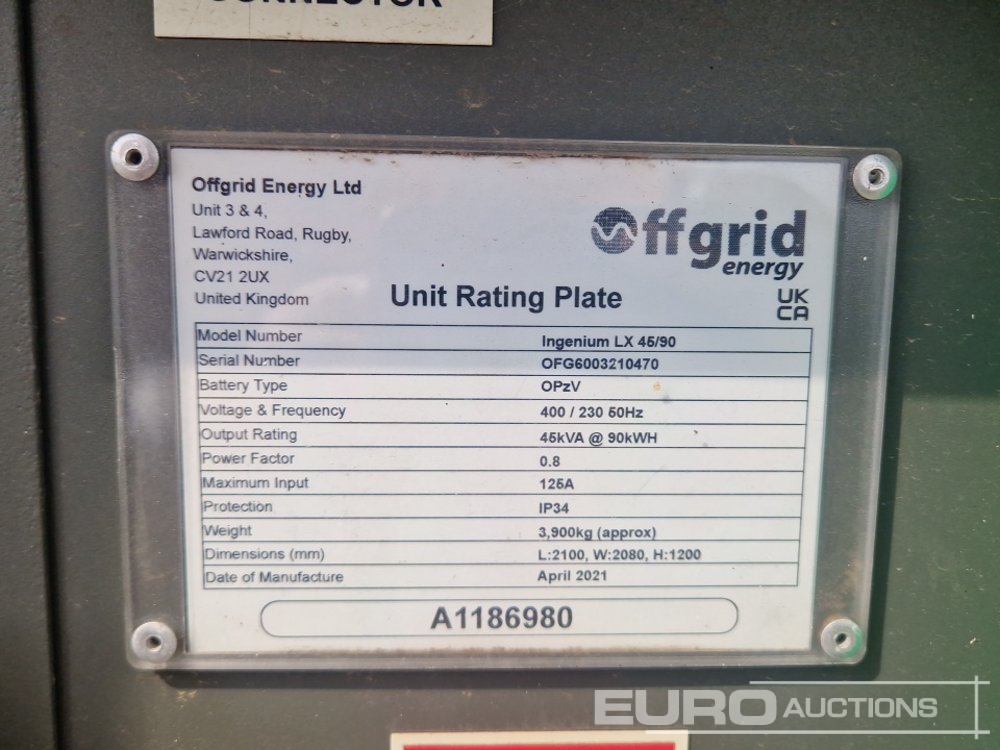 CONNECTOR
Offgrid Energy Ltd
Unit 3 & 4,
Lawford Road, Rugby,
Warwickshire,
CV21 2UX
United Kingdom
Offgrid
energy
UK
CA
Unit Rating Plate
Model Number Ingenium LX 45/90
Serial Number OFG6003210470
Battery Type OPzV
Voltage & Frequency 400 / 230 50Hz
Output Rating 45kVA @ 90kWH
Power Factor 0.8
Maximum Input 125A
Protection IP34
Weight 3,900kg (approx)
Dimensions (mm) L:2100, W:2080, H:1200
Date of Manufacture April 2021
A1186980
EURO AUCTIONS